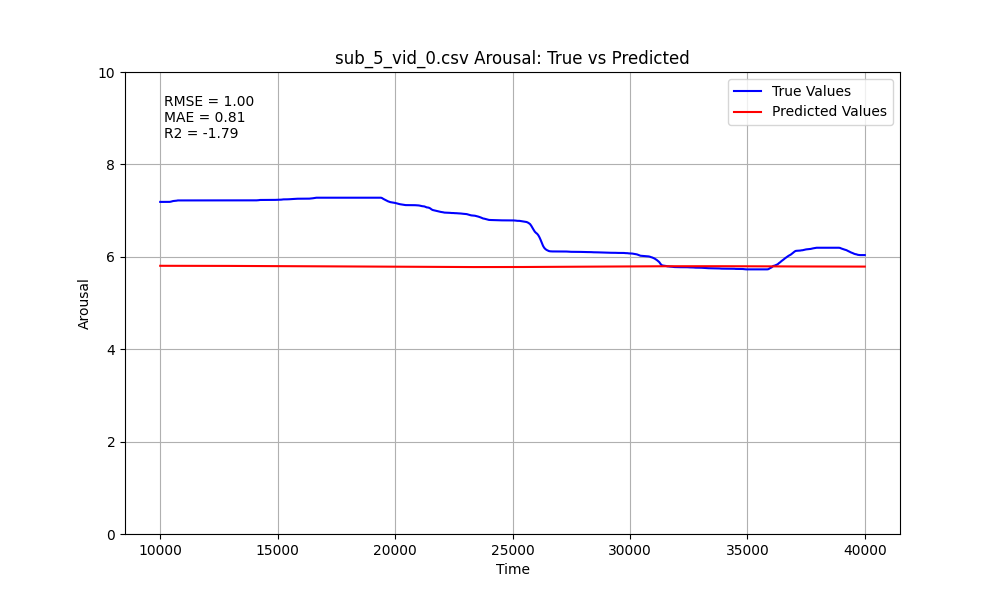 sub_5_vid_0.csv Arousal: True vs Predicted
RMSE = 1.00
MAE = 0.81
R2 = -1.79
True Values
Predicted Values
Arousal
10
8
6
4
2
0
10000
15000
20000
25000
30000
35000
40000
Time